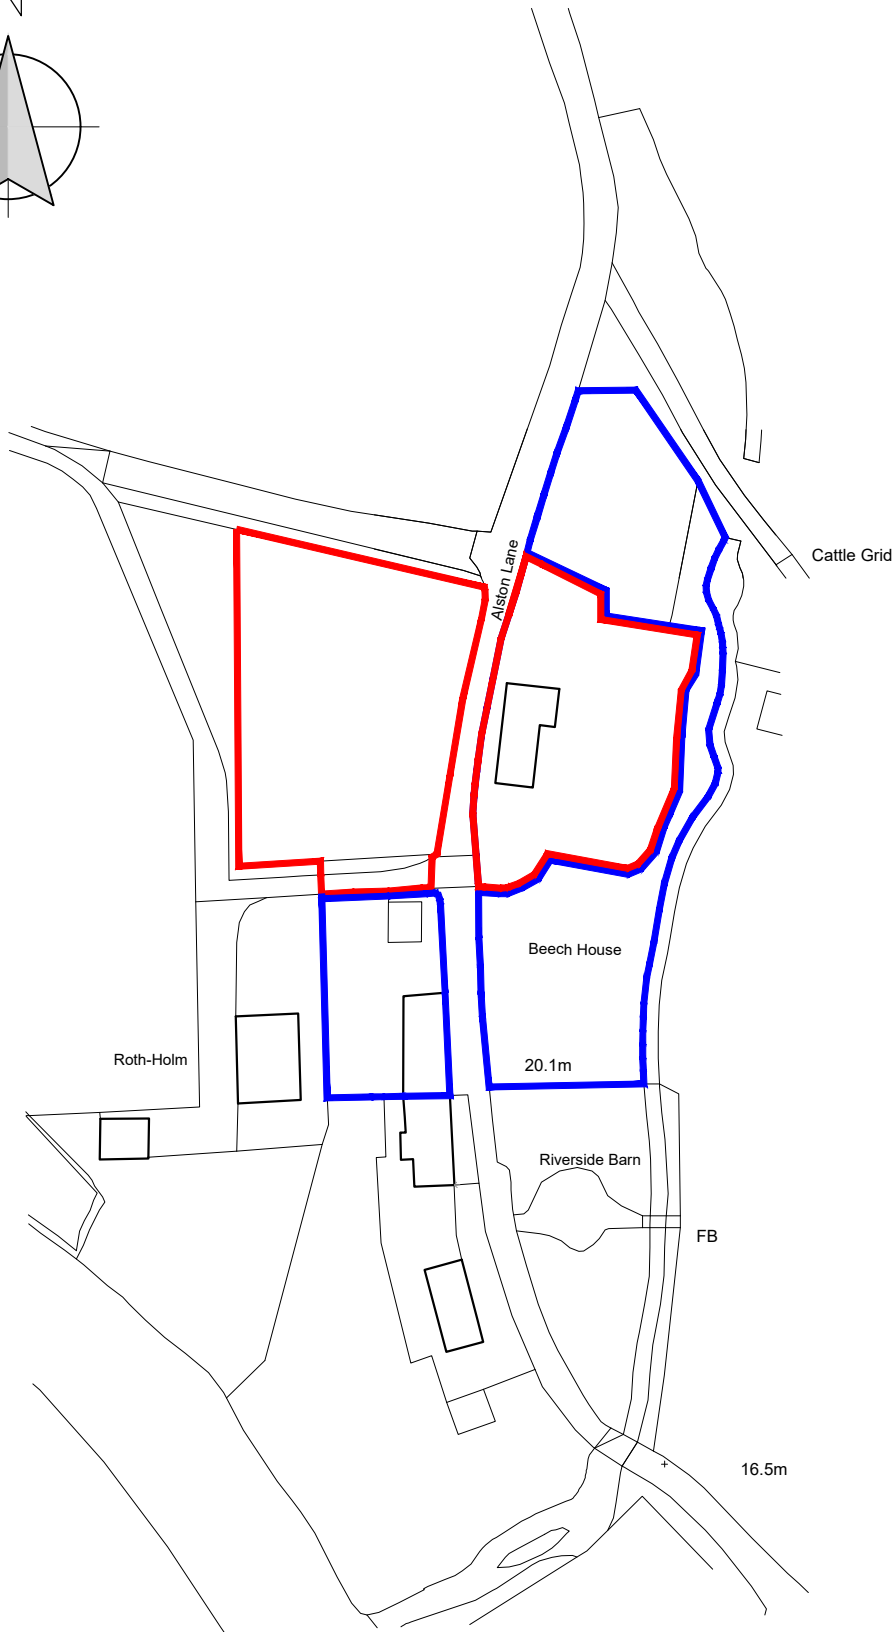 N
Alston Lane
Cattle Grid
Beech House
Roth-Holm
20.1m
Riverside Barn
FB
16.5m